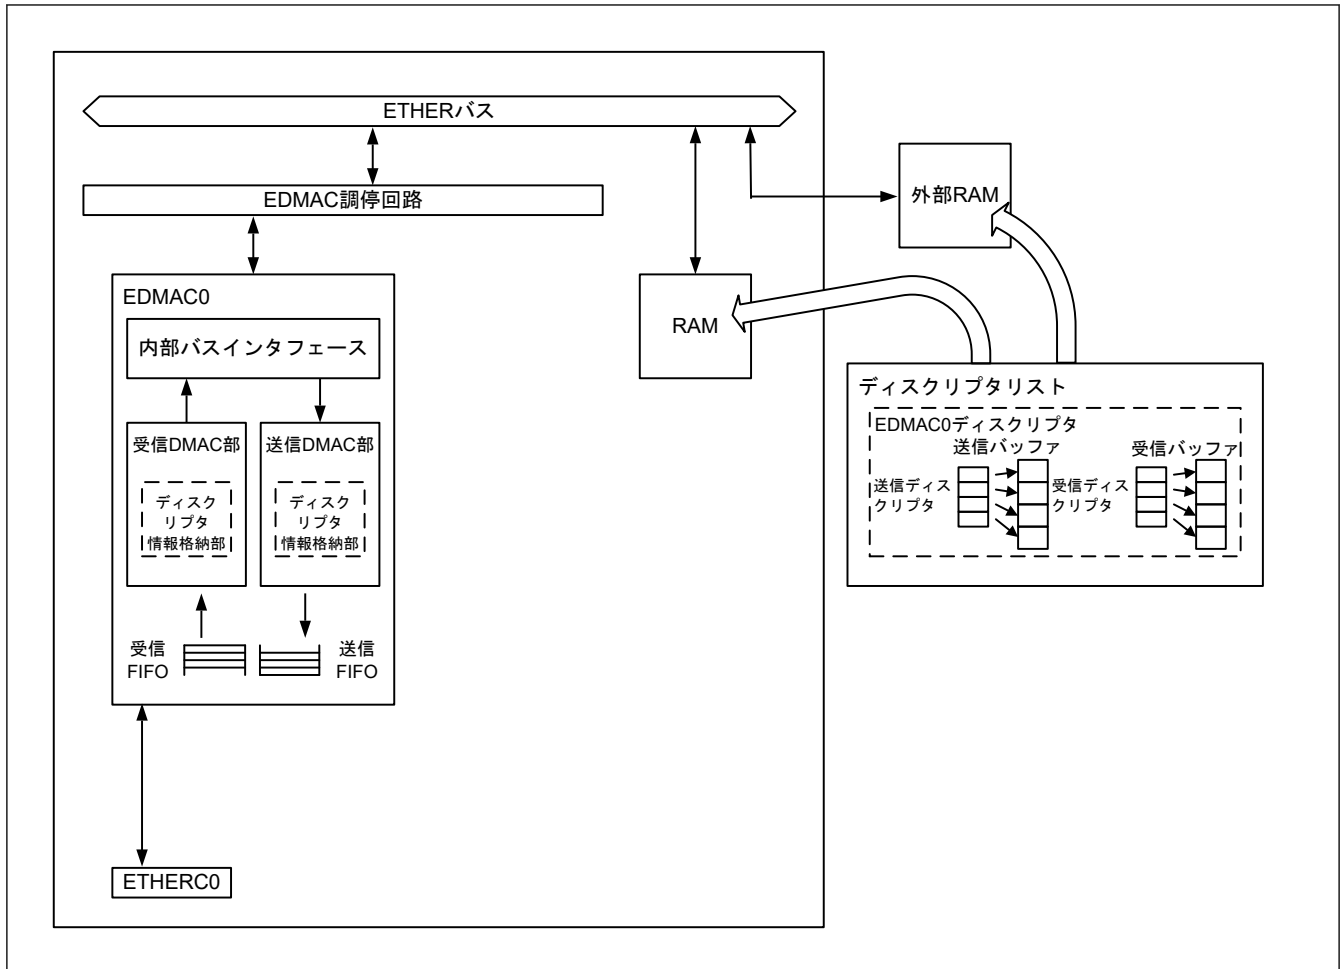 ETHERバス
EDMAC調停回路
外部RAM
EDMAC0
内部バスインタフェース
受信DMAC部
ディスク
リプタ
情報格納部
送信DMAC部
ディスク
リプタ
情報格納部
受信
FIFO
送信
FIFO
RAM
ディスクリプタリスト
EDMAC0ディスクリプタ
送信バッファ
受信バッファ
送信ディス
クリプタ
受信ディス
クリプタ
ETHERC0